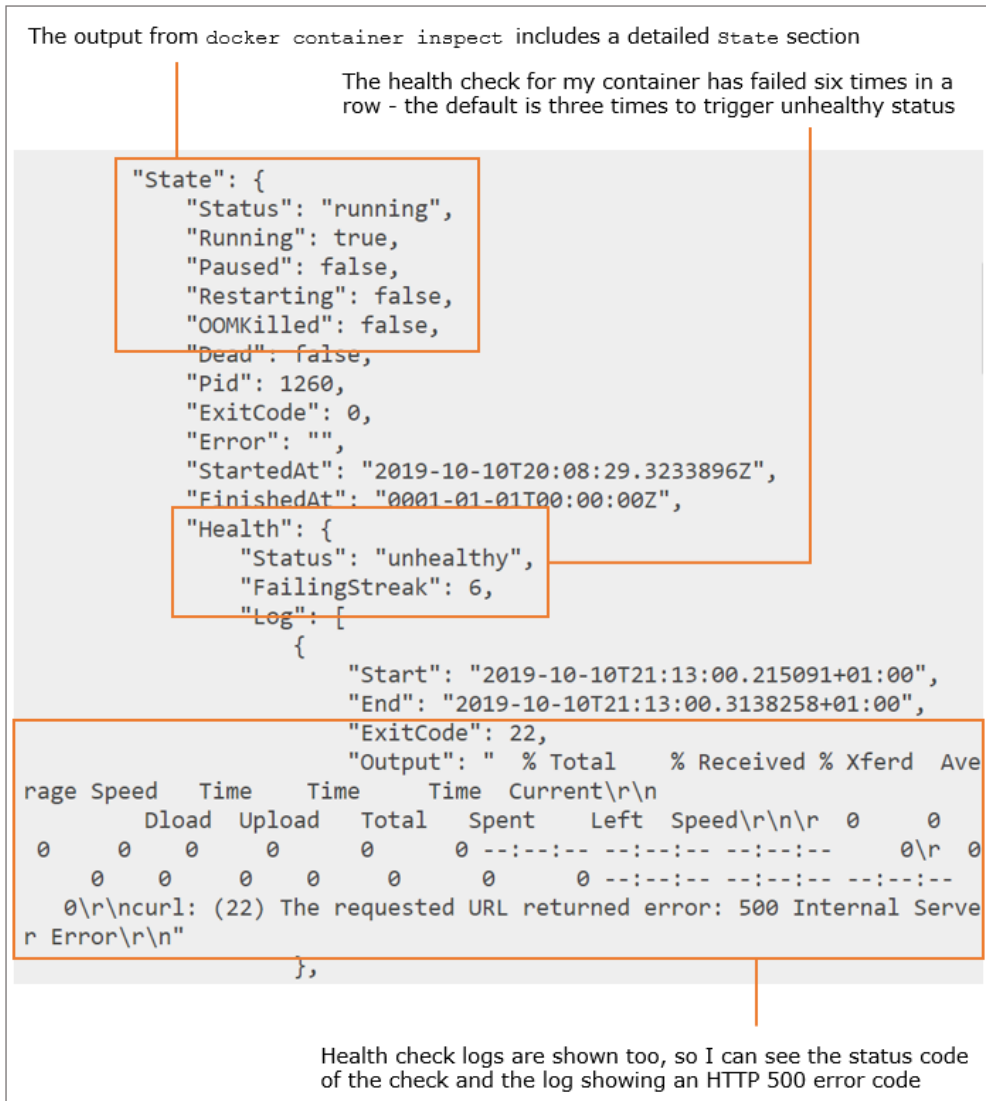 The output from docker container inspect includes a detailed State section
The health check for my container has failed six times in a
row - the default is three times to trigger unhealthy status
"State": {
"Status": "running",
"Running": true,
"Paused": false,
"Restarting": false,
"OOMKilled": false,
"Dead": false,
"Pid": 1260,
"ExitCode": 0,
"Error": "",
"StartedAt": "2019-10-10T20:08:29.3233896Z",
"FinishedAt": "0001-01-01T00:00:00Z",
"Health": {
"Status": "unhealthy",
"FailingStreak": 6,
"Log": [
{
"Start": "2019-10-10T21:13:00.215091+01:00",
"End": "2019-10-10T21:13:00.3138258+01:00",
"ExitCode": 22,
"Output": "  % Total    % Received % Xferd  Ave
rage Speed   Time    Time     Time  Current\r\n
Dload  Upload   Total   Spent    Left  Speed\r\n\r  0     0
0     0    0     0      0      0 --:--:-- --:--:-- --:--:--     0\r  0
0    0     0    0     0      0      0 --:--:-- --:--:-- --:--:--
0\r\ncurl: (22) The requested URL returned error: 500 Internal Serve
r Error\r\n"
},
Health check logs are shown too, so I can see the status code
of the check and the log showing an HTTP 500 error code